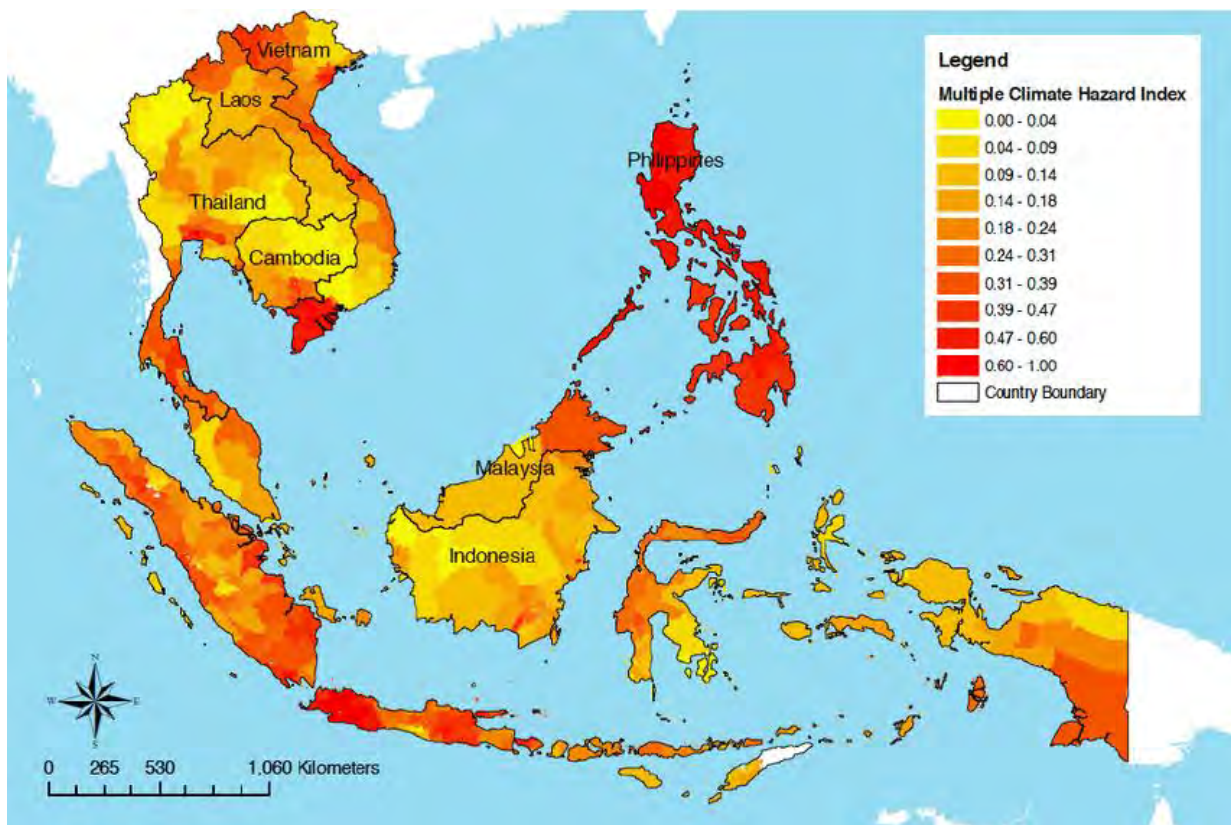 Vietnam
Laos
Thailand
Cambodia
Philippines
Malaysia
Indonesia
Legend
Multiple Climate Hazard Index
0.00 - 0.04
0.04 - 0.09
0.09 - 0.14
0.14 - 0.18
0.18 - 0.24
0.24 - 0.31
0.31 - 0.39
0.39 - 0.47
0.47 - 0.60
0.60 - 1.00
Country Boundary
N
W E
S
0 265 530 1,060 Kilometers